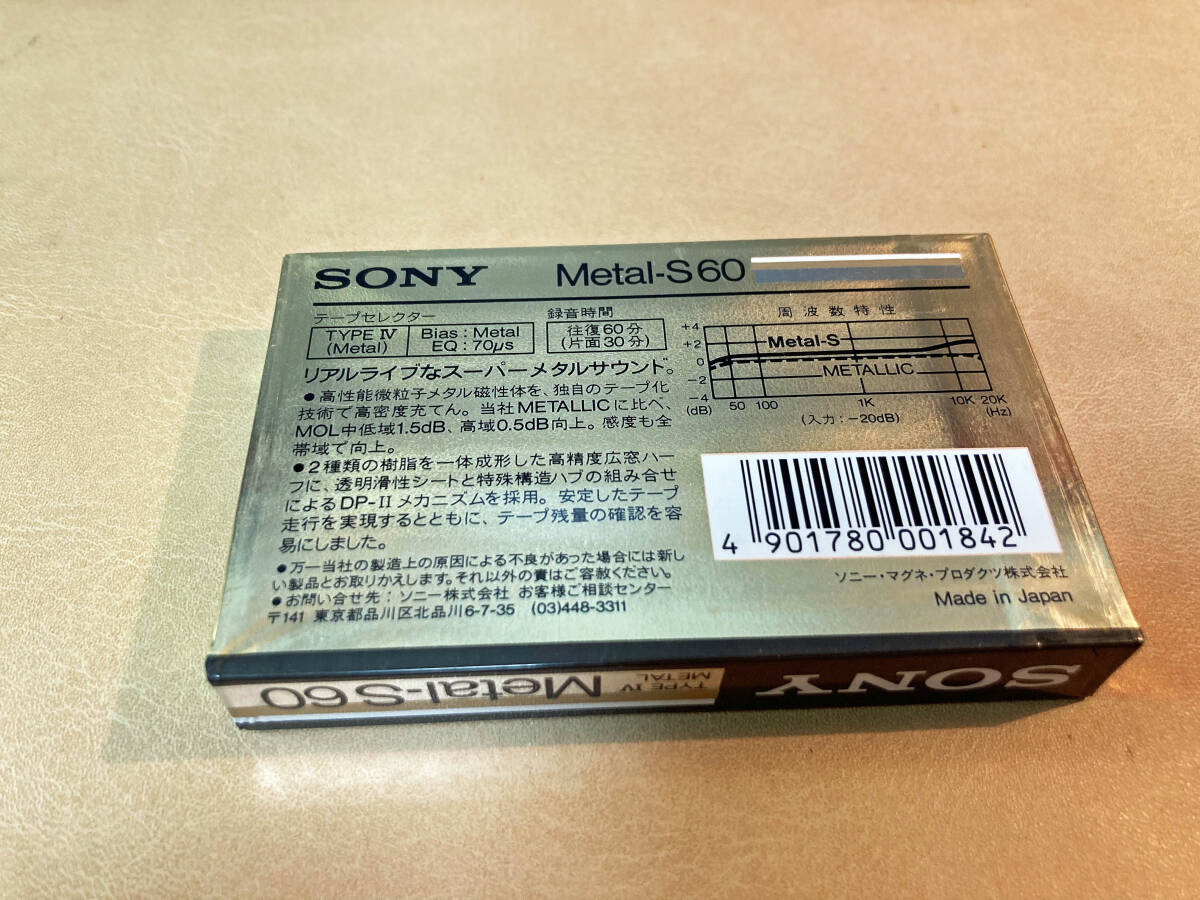 SONY Metal-S60
テープセレクター
TYPE IV
(Metal)
Bias : Metal
EQ : 70μs
録音時間
往復60分
(片面30分)
周波数特性
+4
+2
0
−2
−4
(dB)
Metal-S
METALLIC
50 100 1K 10K 20K
(Hz)
(入力:−20dB)
リアルライブなスーパーメタルサウンド。
●高性能微粒子メタル磁性体を、独自のテープ化
技術で高密度充てん。当社METALLICに比べ、
MOL中低域1.5dB、高域0.5dB向上。感度も全
帯域で向上。
●2種類の樹脂を一体成形した高精度広窓ハー
フに、透明滑性シートと特殊構造ハブの組み合せ
によるDP-IIメカニズムを採用。安定したテープ
走行を実現するとともに、テープ残量の確認を容
易にしました。
●万一当社の製造上の原因による不良があった場合には新し
い製品とお取りかえします。それ以外の責はご容赦ください。
●お問い合せ先:ソニー株式会社 お客様ご相談センター
〒141 東京都品川区北品川6-7-35 (03)448-3311
4 901780 001842
ソニー・マグネ・プロダクツ株式会社
Made in Japan
SONY
TYPE IV
METAL
Metal-S60